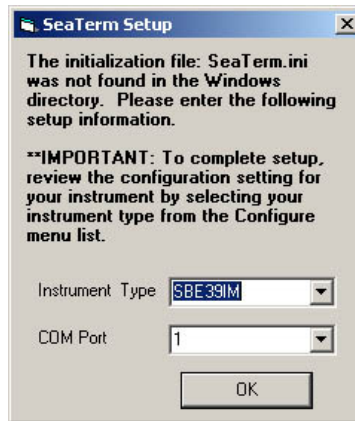 SeaTerm Setup
The initialization file: SeaTerm.ini
was not found in the Windows
directory.  Please enter the following
setup information.
**IMPORTANT: To complete setup,
review the configuration setting for
your instrument by selecting your
instrument type from the Configure
menu list.
Instrument Type SBE39IM
COM Port 1
OK